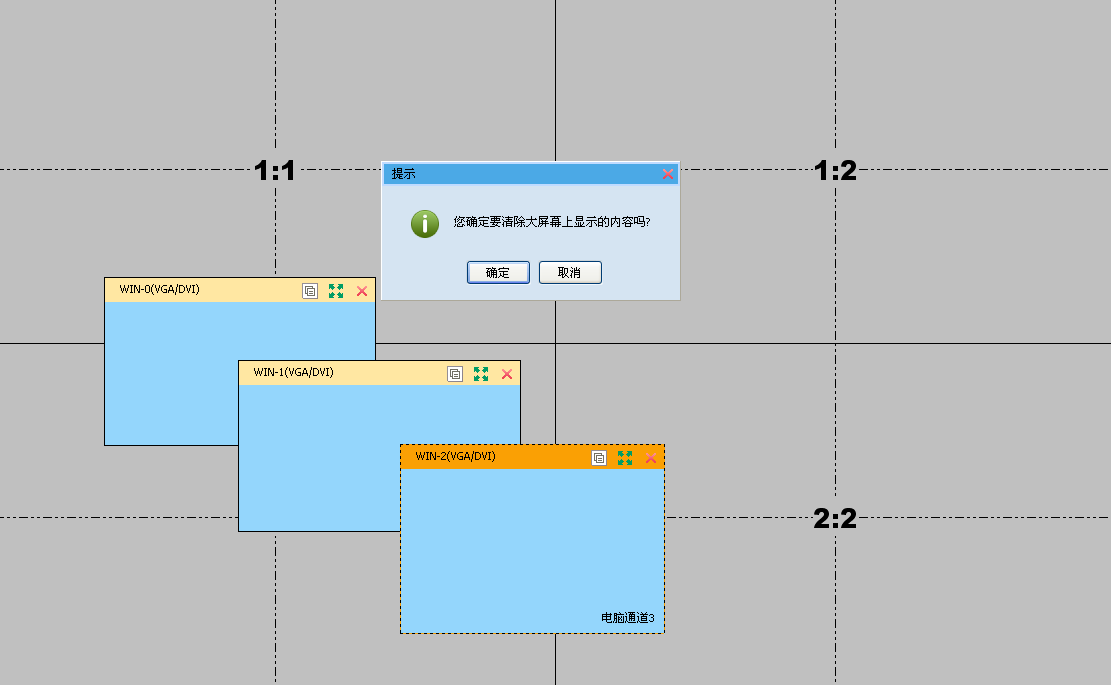 1:1
1:2
提示
您确定要清除大屏幕上显示的内容吗?
确定
取消
WIN-0(VGA/DVI)
WIN-1(VGA/DVI)
WIN-2(VGA/DVI)
2:2
电脑通道3